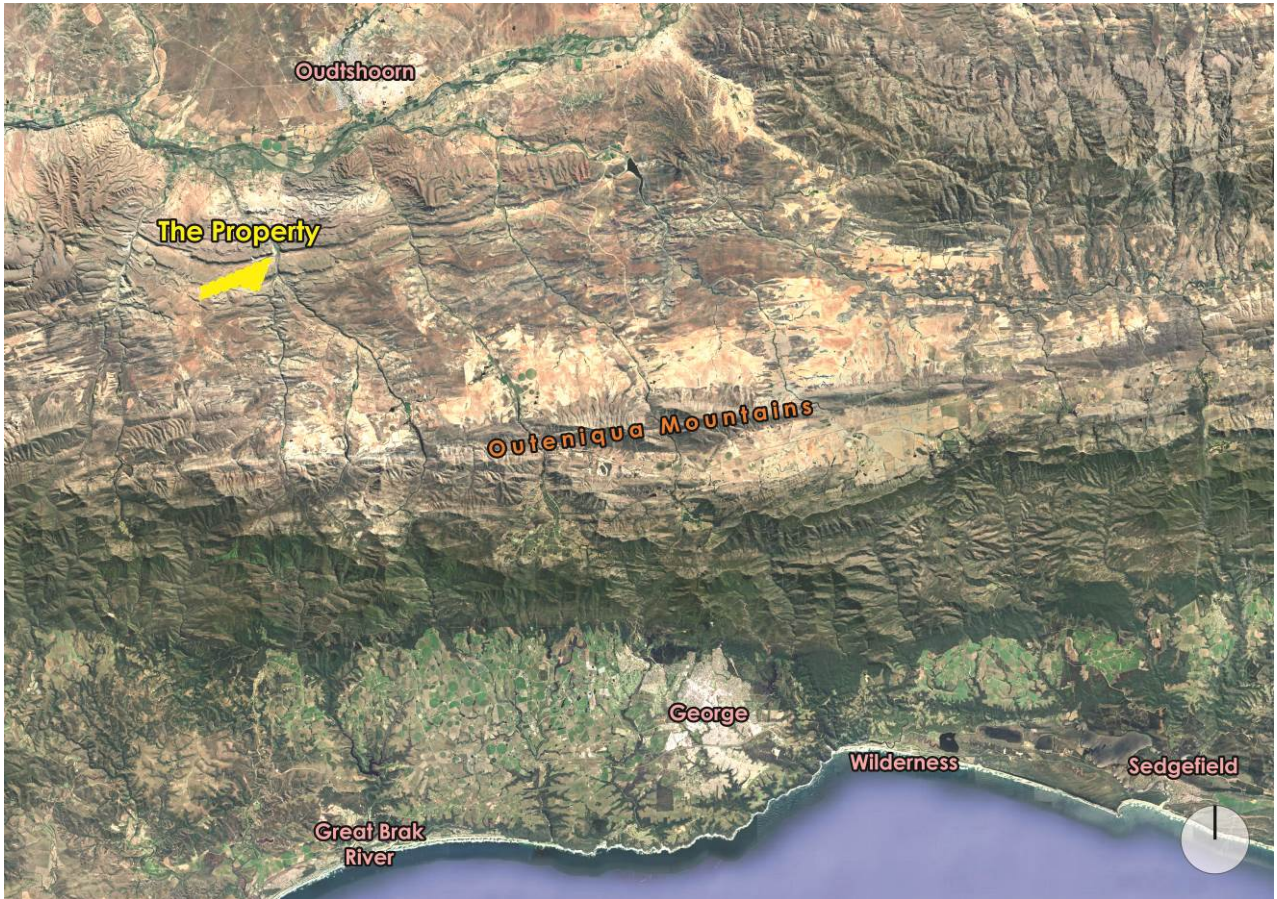 Oudtshoorn
The Property
Outeniqua Mountains
George
Wilderness
Sedgefield
Great Brak
River